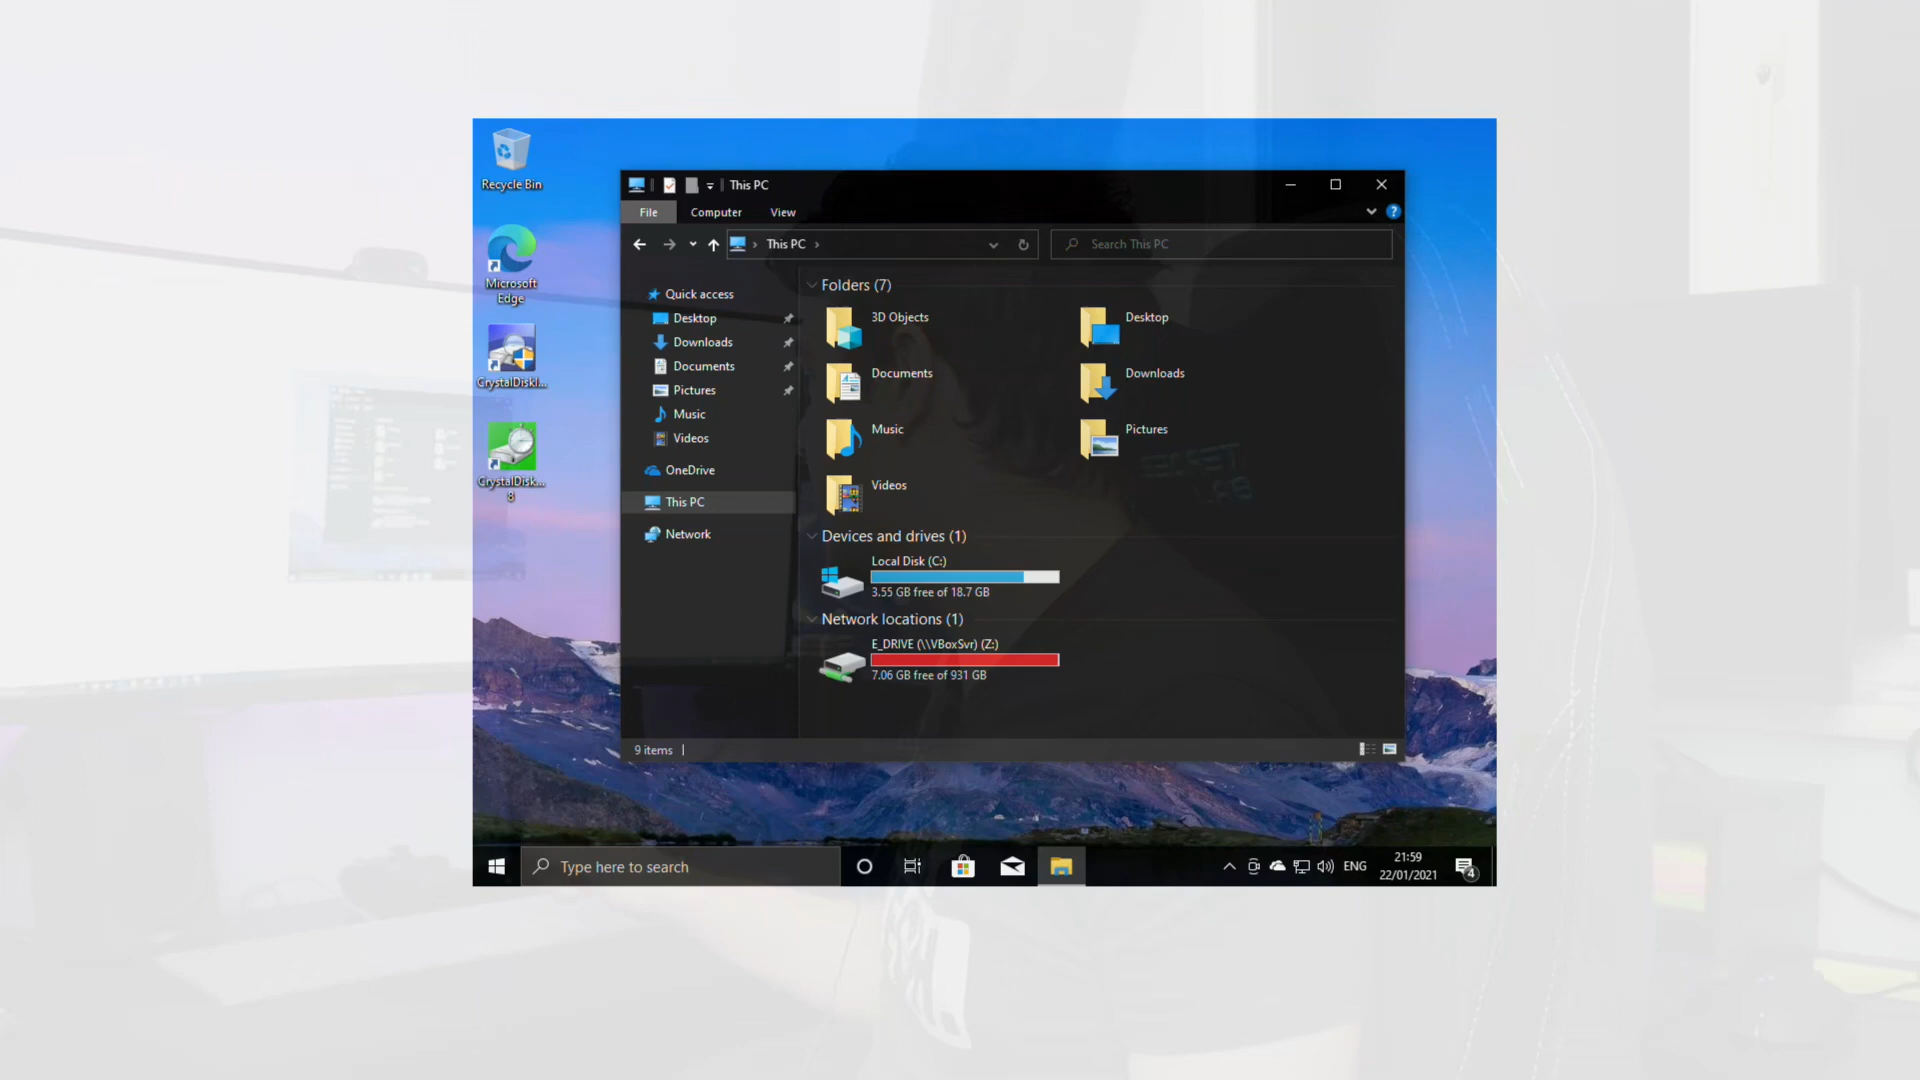 Recycle Bin
Microsoft
Edge
CrystalDiskI...
CrystalDisk...
8
This PC
File
Computer
View
This PC
Search This PC
Quick access
Desktop
Downloads
Documents
Pictures
Music
Videos
OneDrive
This PC
Network
Folders (7)
3D Objects
Desktop
Documents
Downloads
Music
Pictures
Videos
Devices and drives (1)
Local Disk (C:)
3.55 GB free of 18.7 GB
Network locations (1)
E_DRIVE (\\VBoxSvr) (Z:)
7.06 GB free of 931 GB
9 items
Type here to search
ENG
21:59
22/01/2021
4